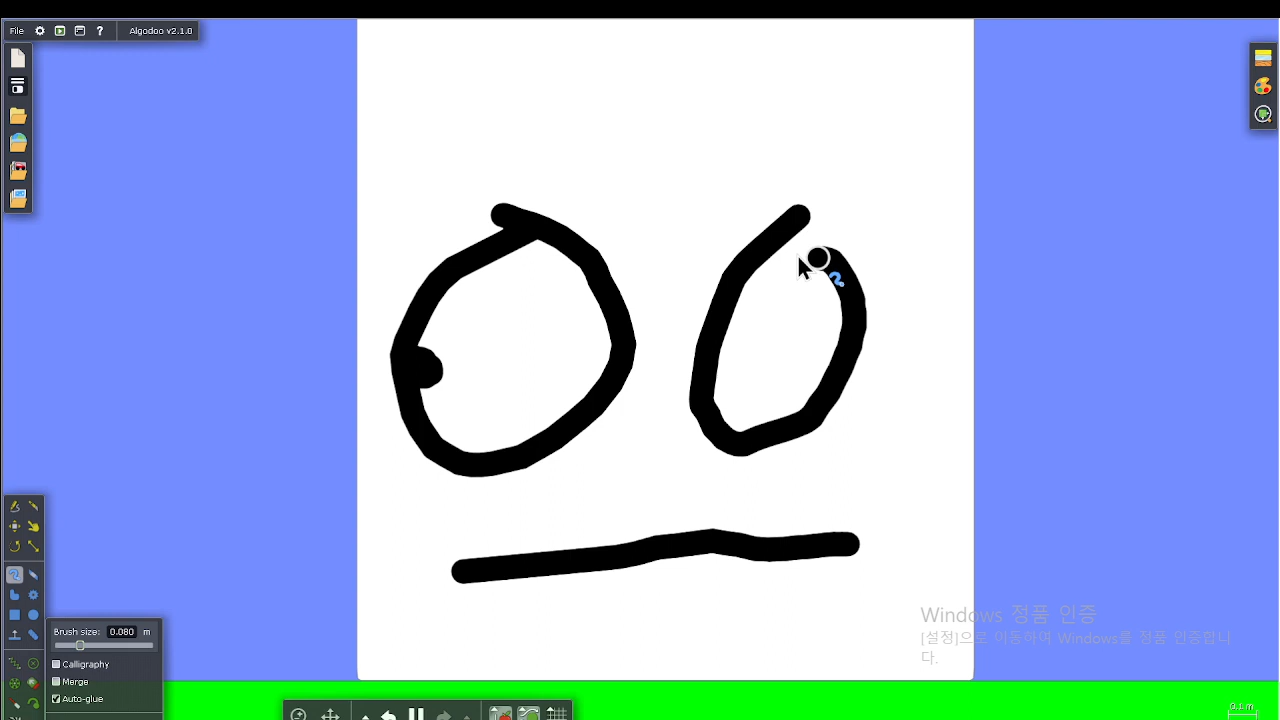 File ? Algodoo v2.1.0
Brush size: 0.080 m
Calligraphy
Merge
Auto-glue
Windows 정품 인증
[설정]으로 이동하여 Windows를 정품 인증합니
다.
0.1 m